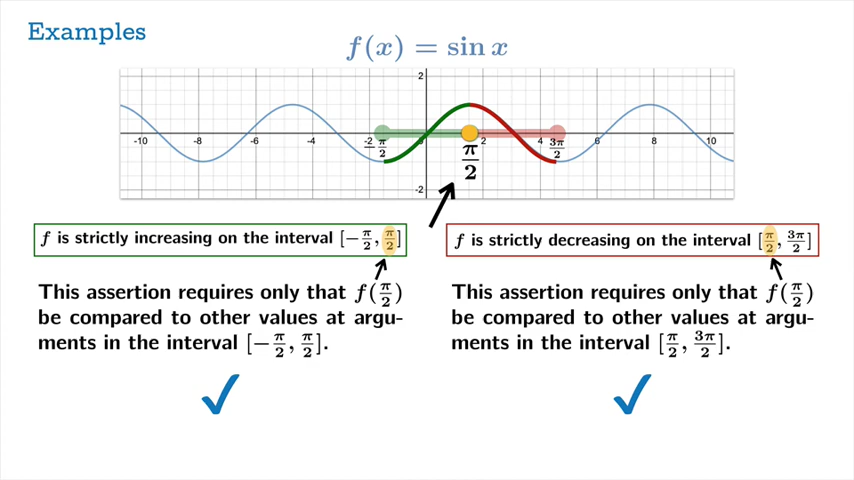 Examples
f(x) = sin x
2
-10 -8 -6 -4 -2 0 2 4 6 8 10
-π/2 π/2 3π/2
-2
f is strictly increasing on the interval [-π/2, π/2]
This assertion requires only that f(π/2)
be compared to other values at argu-
ments in the interval [-π/2, π/2].
f is strictly decreasing on the interval [π/2, 3π/2]
This assertion requires only that f(π/2)
be compared to other values at argu-
ments in the interval [π/2, 3π/2].